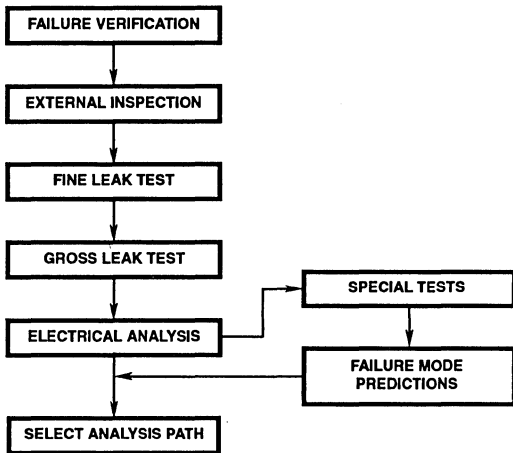 FAILURE VERIFICATION
EXTERNAL INSPECTION
FINE LEAK TEST
GROSS LEAK TEST
ELECTRICAL ANALYSIS
SPECIAL TESTS
FAILURE MODE
PREDICTIONS
SELECT ANALYSIS PATH